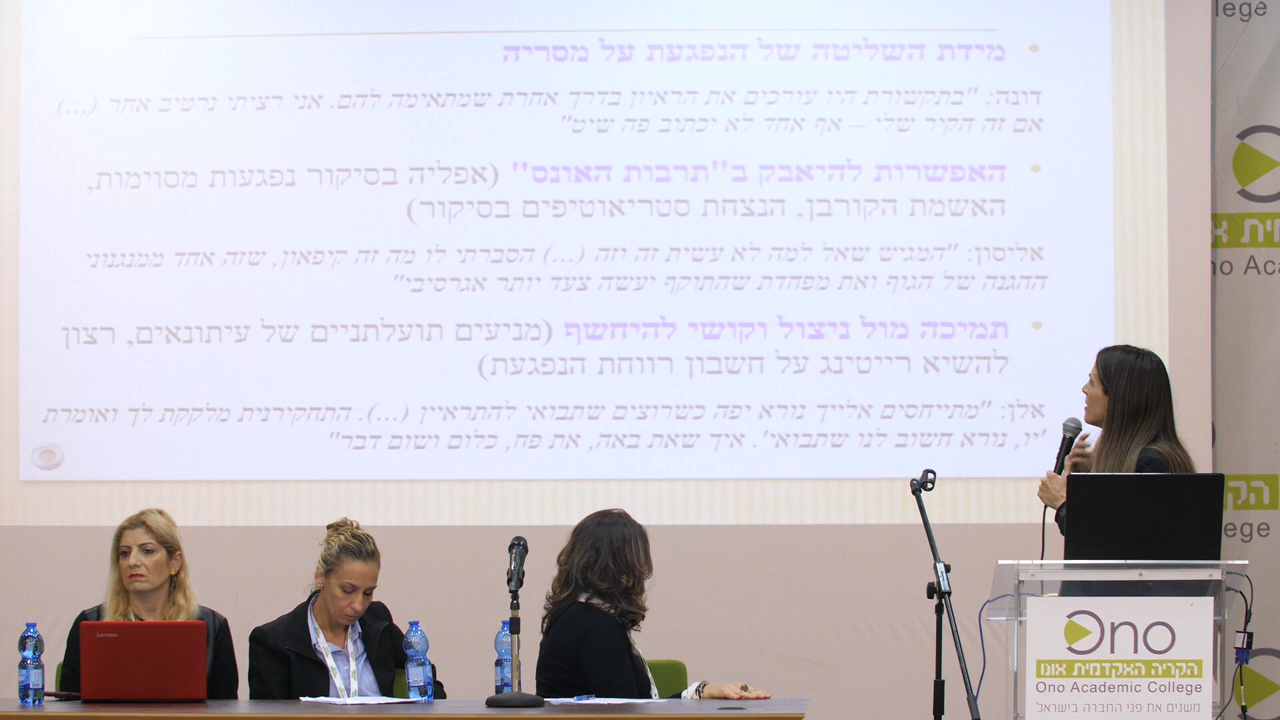 מידת השליטה של הנפגעת על מסריה
דונה: "בתקשורת היו עורכים את הראיון בדרך אחרת שמתאימה להם. אני רציתי נרטיב אחר (...)
אם זה הקיר שלי – אף אחד לא יכתוב פה שיט"
האפשרות להיאבק ב"תרבות האונס" (אפליה בסיקור נפגעות מסוימות,
האשמת הקורבן, הנצחת סטריאוטיפים בסיקור)
אליסון: "המגיש שאל למה לא עשית זה וזה (...) הסברתי לו מה זה קיפאון, שזה אחד ממנגנוני
ההגנה של הגוף ואת מפחדת שהתוקף יעשה צעד יותר אגרסיבי"
תמיכה מול ניצול וקושי להיחשף (מניעים תועלתניים של עיתונאים, רצון
להשיא רייטינג על חשבון רווחת הנפגעת)
אלן: "מתייחסים אלייך נורא יפה כשרוצים שתבואי להתראיין (...). התחקירנית מלקקת לך ואומרת
'יו, נורא חשוב לנו שתבואי'. איך שאת באה, את פח, כלום ושום דבר"
lege
no Aca
הקר
ege
Lenovo
Ono
הקריה האקדמית אונו
Ono Academic College
משנים את פני החברה בישראל